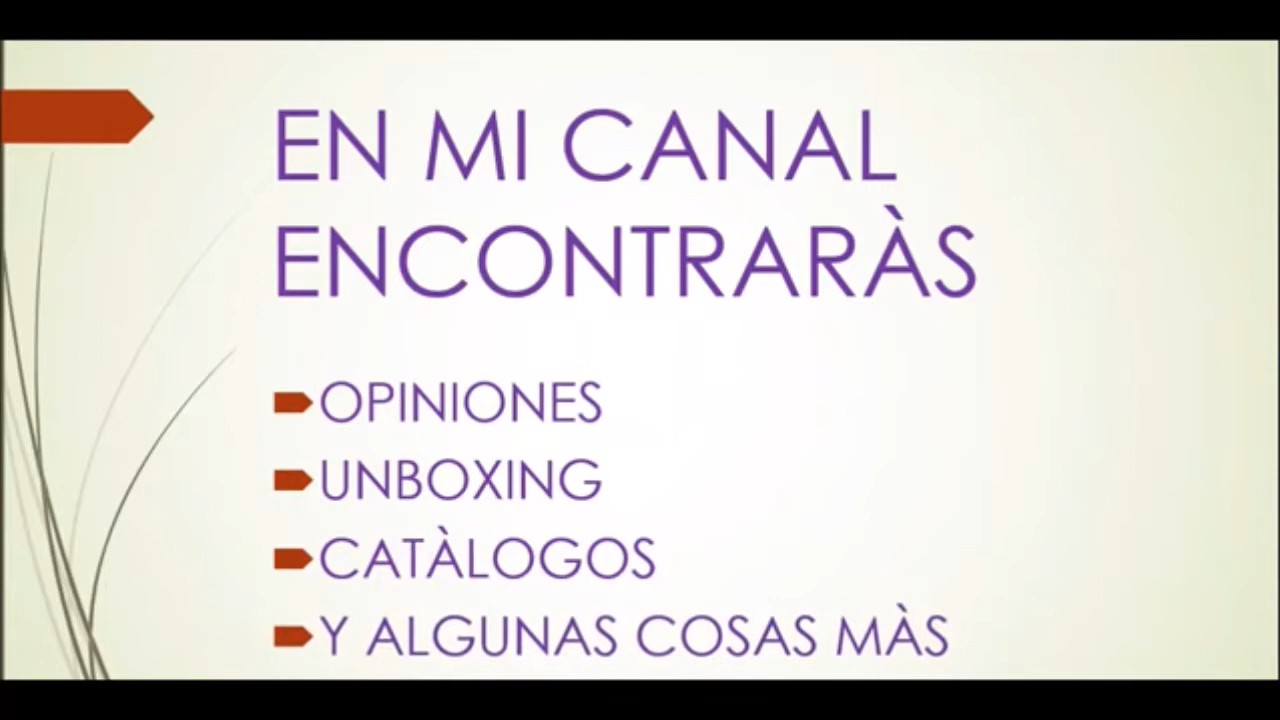 EN MI CANAL
ENCONTRARÀS
OPINIONES
UNBOXING
CATÀLOGOS
Y ALGUNAS COSAS MÀS